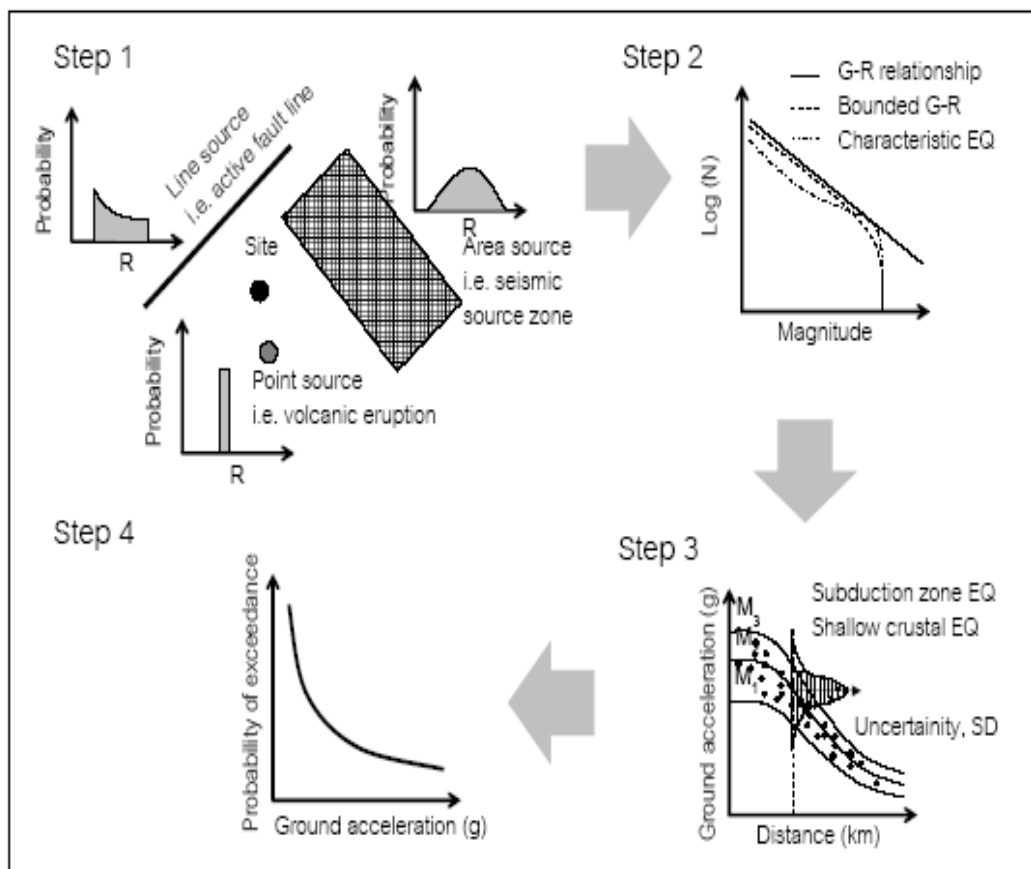 Step 1
Probability
R
Line source
i.e. active fault line
Probability
R
Site
Area source
i.e. seismic
source zone
Probability
R
Point source
i.e. volcanic eruption
Step 2
G-R relationship
Bounded G-R
Characteristic EQ
Log (N)
Magnitude
Step 3
Ground acceleration (g)
M3
M
M1
Subduction zone EQ
Shallow crustal EQ
Uncertainity, SD
Distance (km)
Step 4
Probability of exceedance
Ground acceleration (g)